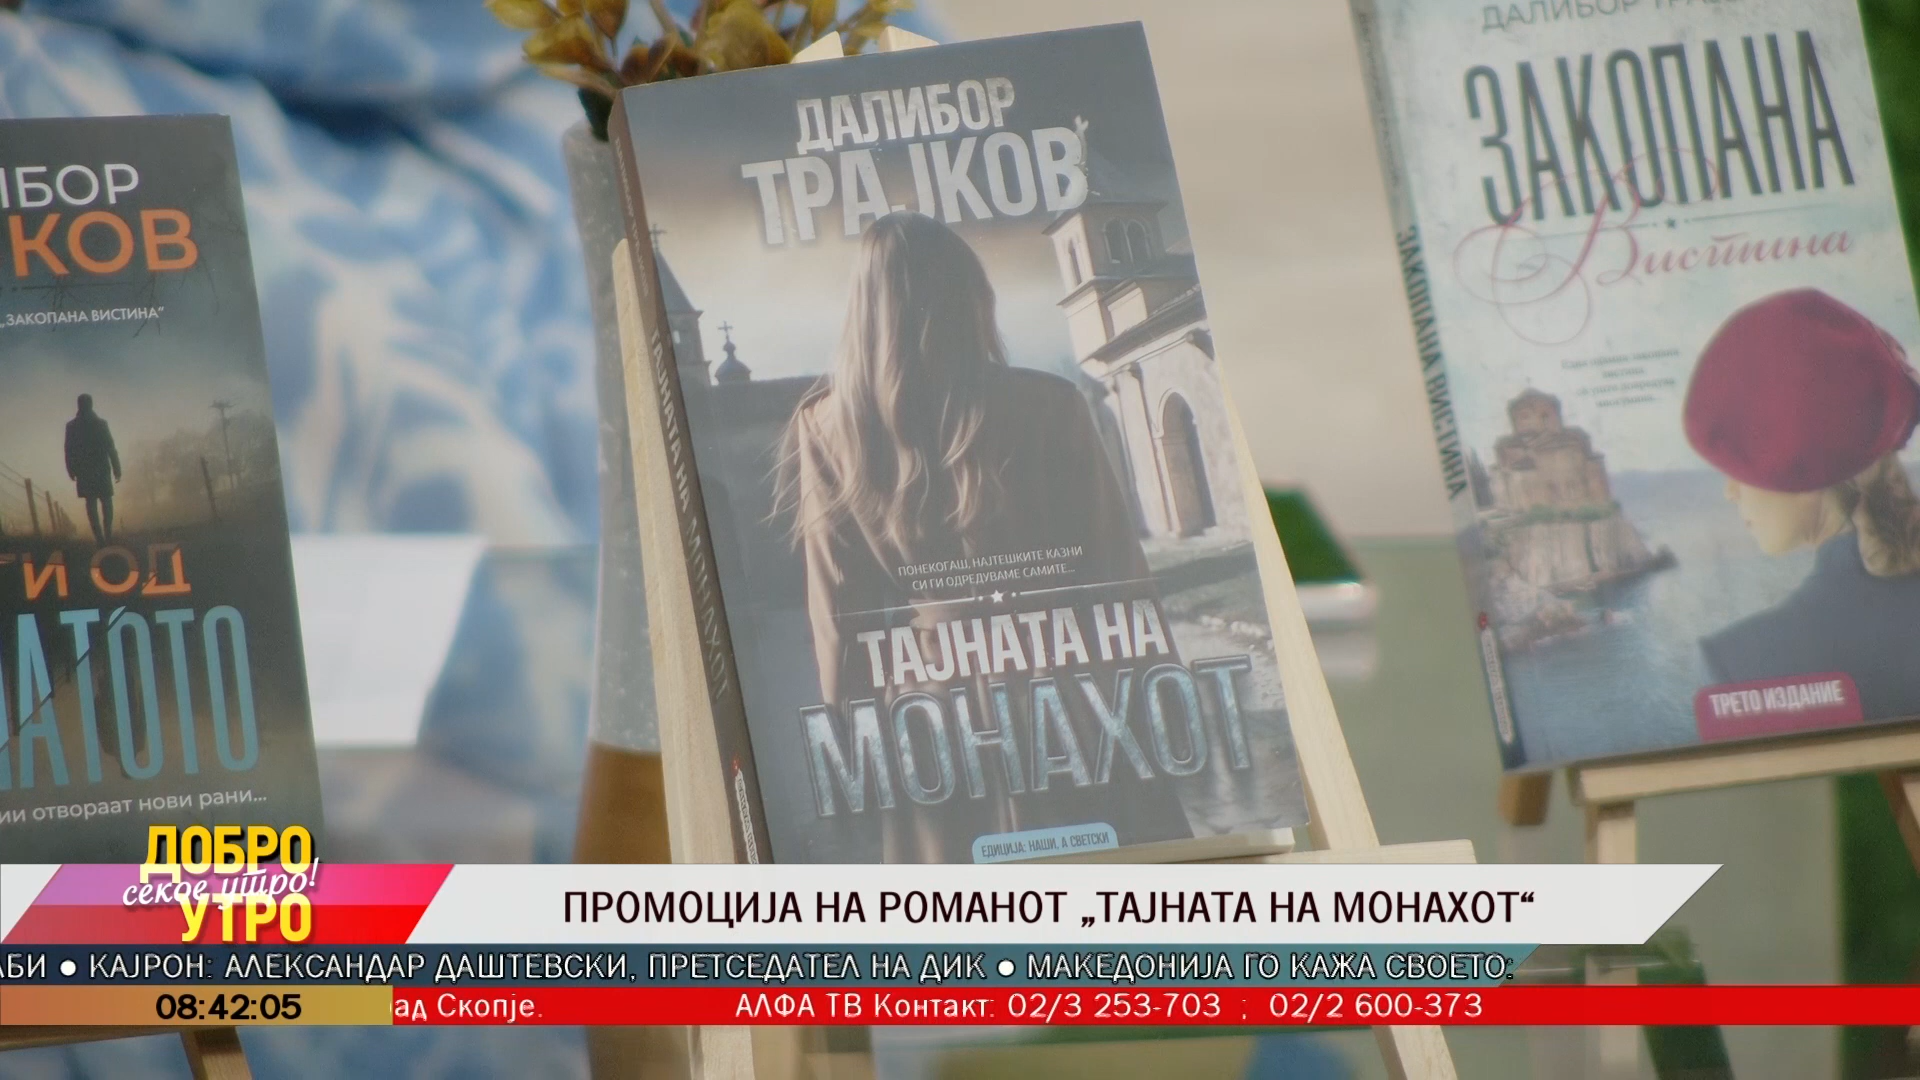 КОВ
„ЗАКОПАНА ВИСТИНА“
ОД
отвораат нови рани...
ДАЛИБОР
ТРАЈКОВ
ТАЈНАТА НА МОНАХОТ
ПОНЕКОГАШ, НАЈТЕШКИТЕ КАЗНИ
СИ ГИ ОДРЕДУВАМЕ САМИТЕ...
ТАЈНАТА НА
МОНАХОТ
ЕДИЦИЈА: НАШИ, А СВЕТСКИ
ДАЛИБОР
ЗАКОПАНА
Вистина
ЗАКОПАНА ВИСТИНА
ТРЕТО ИЗДАНИЕ
ДОБРО
секое утро!
УТРО
ПРОМОЦИЈА НА РОМАНОТ „ТАЈНАТА НА МОНАХОТ“
АБИ ● КАЈРОН: АЛЕКСАНДАР ДАШТЕВСКИ, ПРЕТСЕДАТЕЛ НА ДИК ● МАКЕДОНИЈА ГО КАЖА СВОЕТО:
08:42:05 ад Скопје. АЛФА ТВ Контакт: 02/3 253-703 ; 02/2 600-373